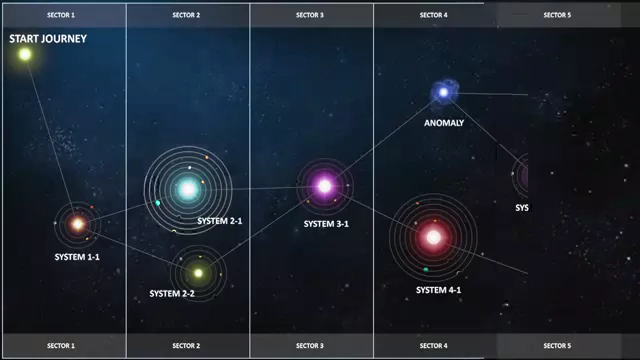 SECTOR 1
SECTOR 2
SECTOR 3
SECTOR 4
SECTOR 5
START JOURNEY
ANOMALY
SYSTEM 2-1
SYS
SYSTEM 3-1
SYSTEM 1-1
SYSTEM 2-2
SYSTEM 4-1
SECTOR 1
SECTOR 2
SECTOR 3
SECTOR 4
SECTOR 5